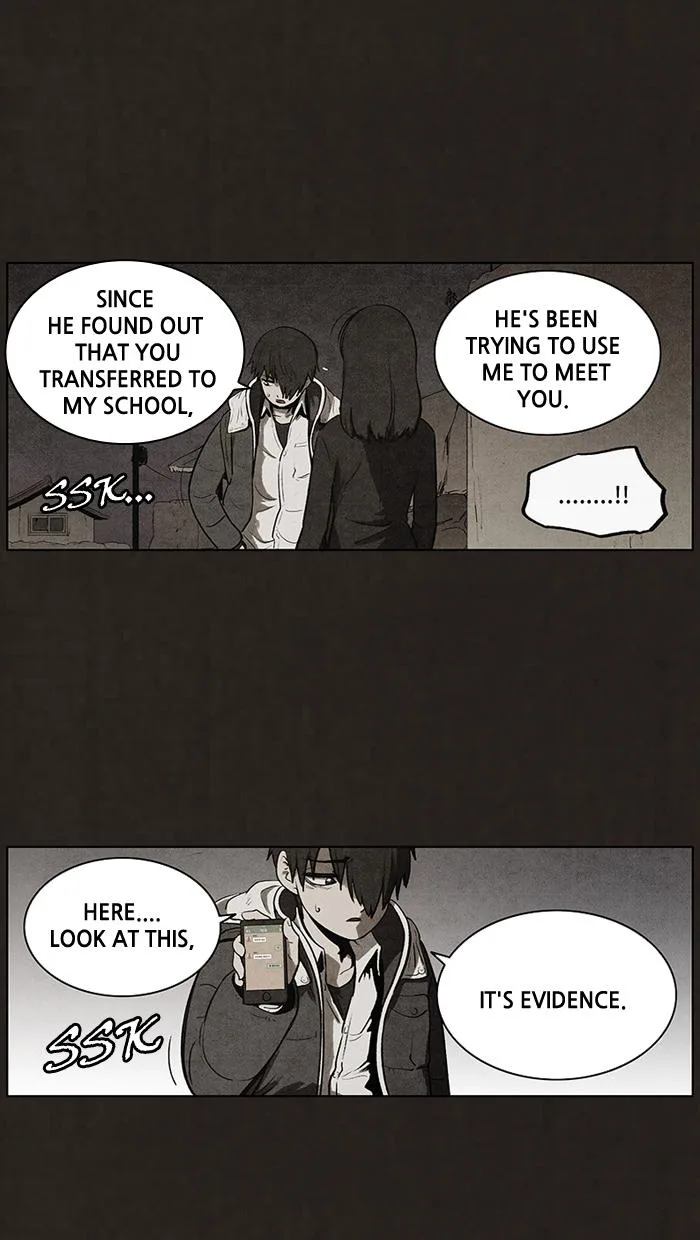 SINCE
HE FOUND OUT
THAT YOU
TRANSFERRED TO
MY SCHOOL,
HE'S BEEN
TRYING TO USE
ME TO MEET
YOU.
SSK...
.........!!
HERE....
LOOK AT THIS,
IT'S EVIDENCE.
SSK